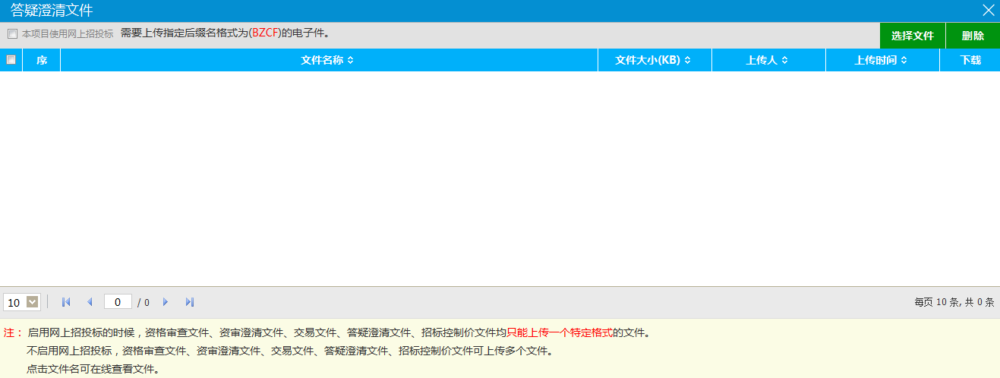 答疑澄清文件
本项目使用网上招投标 需要上传指定后缀名格式为(BZCF)的电子件。
选择文件 删除
序 文件名称 文件大小(KB) 上传人 上传时间 下载
10 0 / 0 每页 10 条, 共 0 条
注： 启用网上招投标的时候，资格审查文件、资审澄清文件、交易文件、答疑澄清文件、招标控制价文件均只能上传一个特定格式的文件。
不启用网上招投标，资格审查文件、资审澄清文件、交易文件、答疑澄清文件、招标控制价文件可上传多个文件。
点击文件名可在线查看文件。